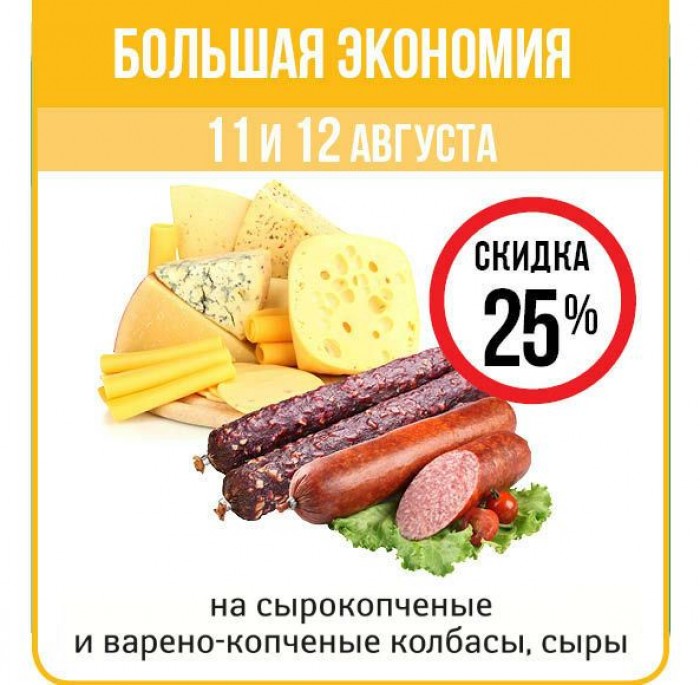 БОЛЬШАЯ ЭКОНОМИЯ
11 И 12 АВГУСТА
СКИДКА
25%
на сырокопченые
и варено-копченые колбасы, сыры